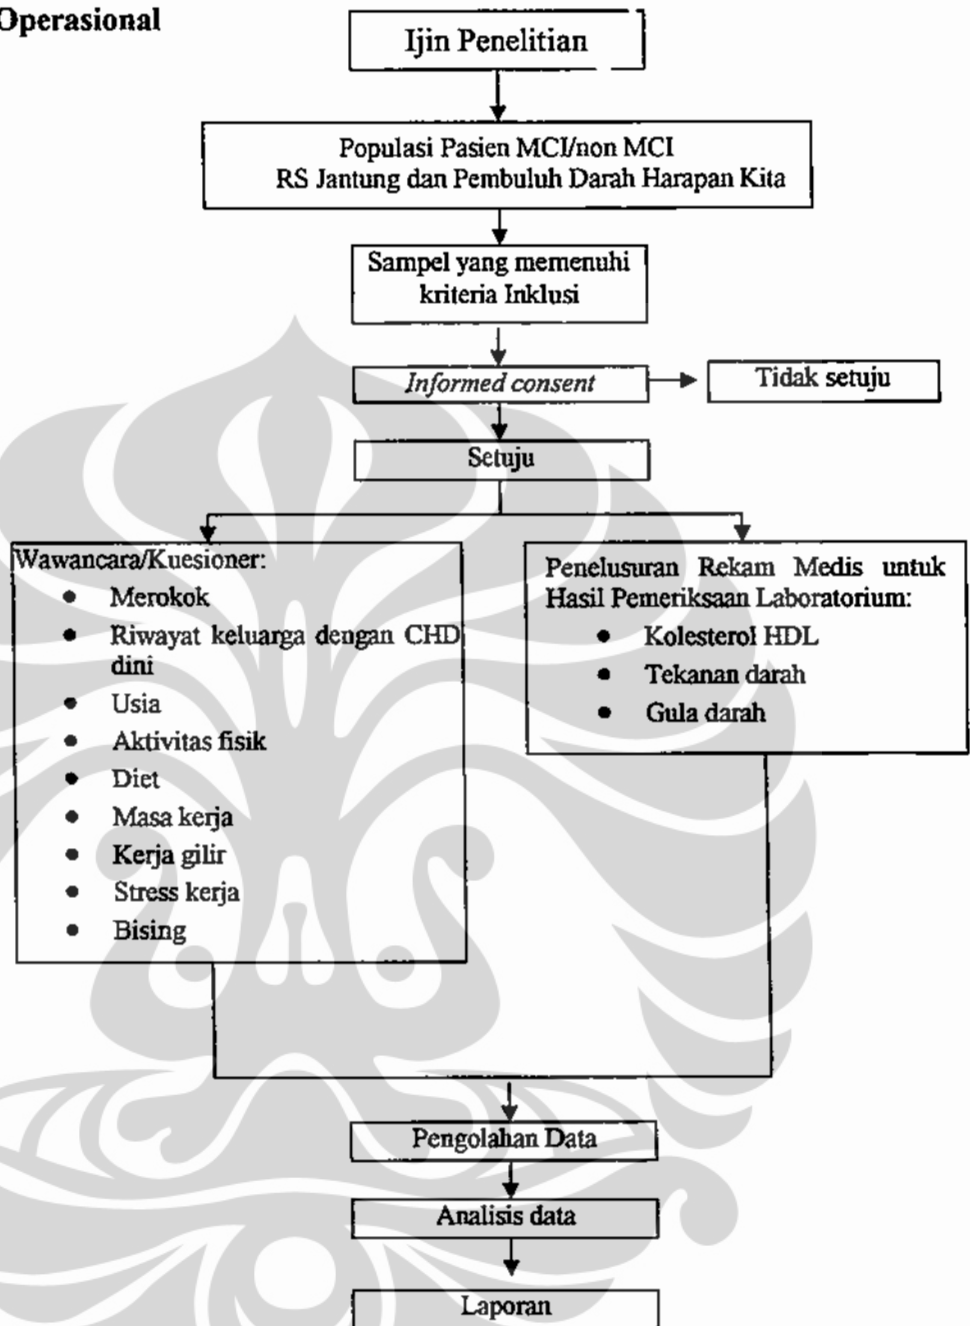 Operasional
Ijin Penelitian
Populasi Pasien MCI/non MCI
RS Jantung dan Pembuluh Darah Harapan Kita
Sampel yang memenuhi
kriteria Inklusi
Informed consent
Tidak setuju
Setuju
Wawancara/Kuesioner:
• Merokok
• Riwayat keluarga dengan CHD
dini
• Usia
• Aktivitas fisik
• Diet
• Masa kerja
• Kerja gilir
• Stress kerja
• Bising
Penelusuran Rekam Medis untuk
Hasil Pemeriksaan Laboratorium:
• Kolesterol HDL
• Tekanan darah
• Gula darah
Pengolahan Data
Analisis data
Laporan